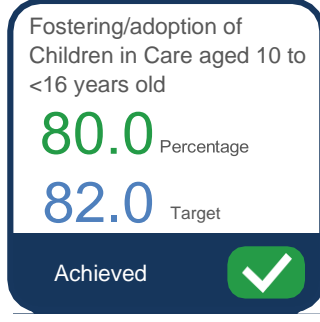 Fostering/adoption of
Children in Care aged 10 to
<16 years old
80.0 Percentage
82.0 Target
Achieved